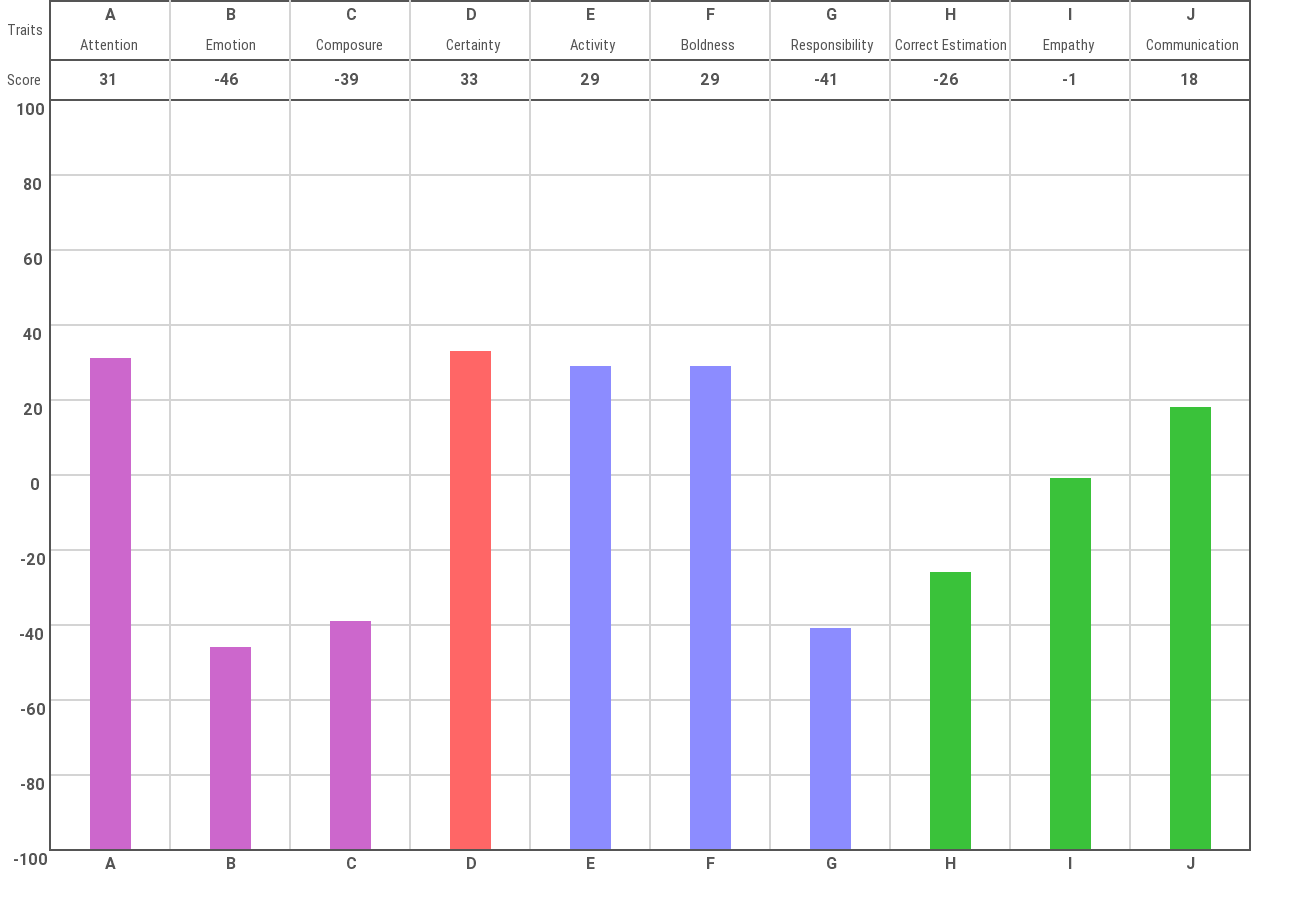 A B C D E F G H I J
Traits
Attention Emotion Composure Certainty Activity Boldness Responsibility Correct Estimation Empathy Communication
Score 31 -46 -39 33 29 29 -41 -26 -1 18
100
80
60
40
20
0
-20
-40
-60
-80
-100
A B C D E F G H I J